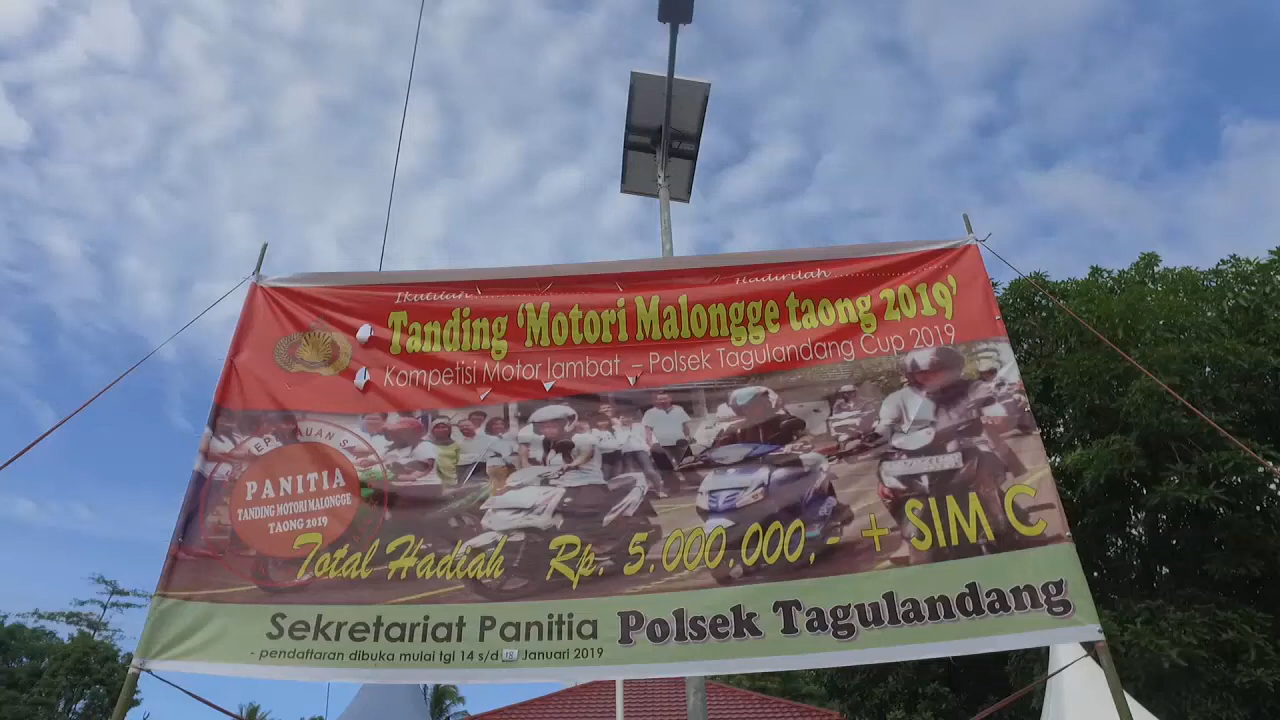 Ikutilah............ Hadirilah........................
Tanding 'Motori Malongge taong 2019'
Kompetisi Motor lambat - Polsek Tagulandang Cup 2019
PANITIA
TANDING MOTORI MALONGGE
TAONG 2019
Total Hadiah Rp. 5.000.000,- + SIM C
Sekretariat Panitia Polsek Tagulandang
- pendaftaran dibuka mulai tgl 14 s/d 18 Januari 2019